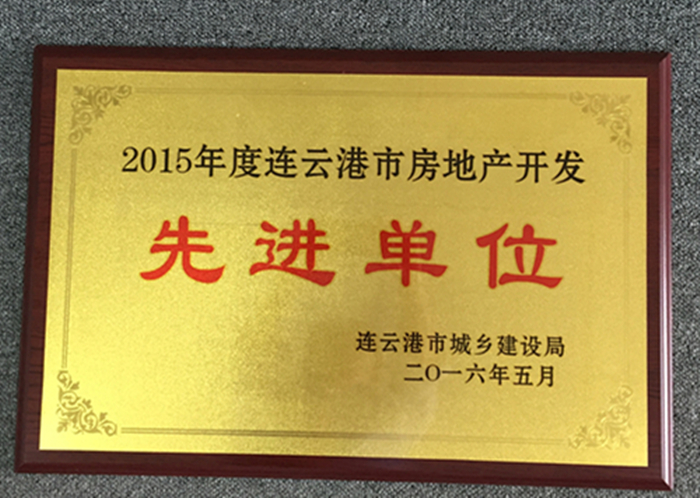 2015年度连云港市房地产开发
先进单位
连云港市城乡建设局
二〇一六年五月